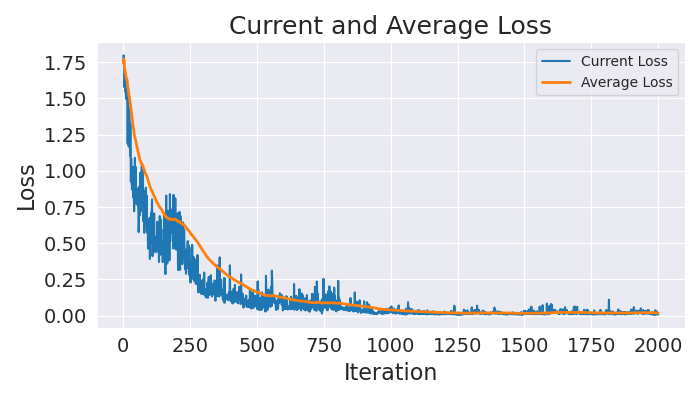 Current and Average Loss
Current Loss
Average Loss
Loss
1.75
1.50
1.25
1.00
0.75
0.50
0.25
0.00
0 250 500 750 1000 1250 1500 1750 2000
Iteration